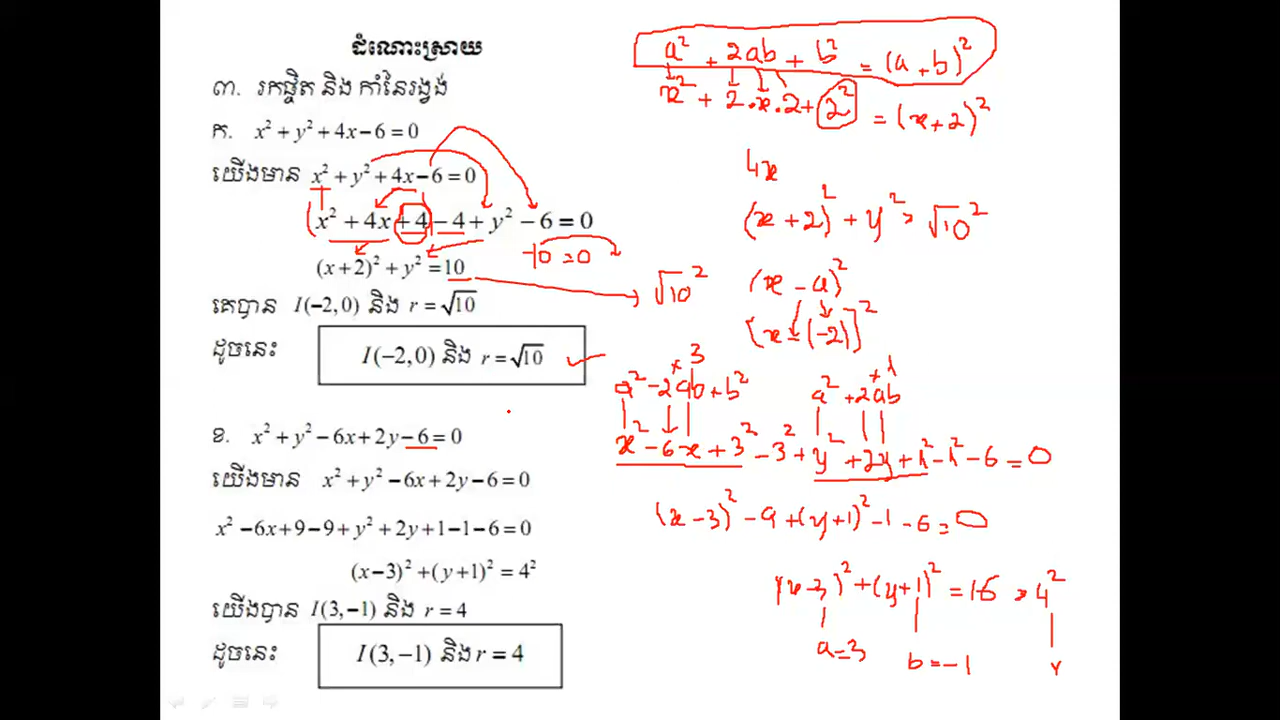 ដំណោះស្រាយ
៣. រកផ្ចិត និង កាំនៃរង្វង់
ក. x² + y² + 4x − 6 = 0
យើងមាន x² + y² + 4x − 6 = 0
(x² + 4x + 4 − 4 + y² − 6 = 0
−10 = 0
(x + 2)² + y² = 10
√10²
គេបាន I(−2, 0) និង r = √10
ដូចនេះ I(−2, 0) និង r = √10
ខ. x² + y² − 6x + 2y − 6 = 0
យើងមាន x² + y² − 6x + 2y − 6 = 0
x² − 6x + 9 − 9 + y² + 2y + 1 − 1 − 6 = 0
(x − 3)² + (y + 1)² = 4²
យើងបាន I(3, −1) និង r = 4
ដូចនេះ I(3, −1) និង r = 4
a² + 2ab + b² = (a + b)²
x² + 2·x·2 + 2² = (x + 2)²
4x
(x + 2)² + y² = √10²
(x − a)²
[x − (−2)]²
x 3
a² − 2ab + b² a² + 2ab
x² − 6x + 3² − 3² + y² + 2y + 1² − 1² − 6 = 0
(x − 3)² − 9 + (y + 1)² − 1 − 6 = 0
(x − 3)² + (y + 1)² = 16 = 4²
a = 3 b = −1 r